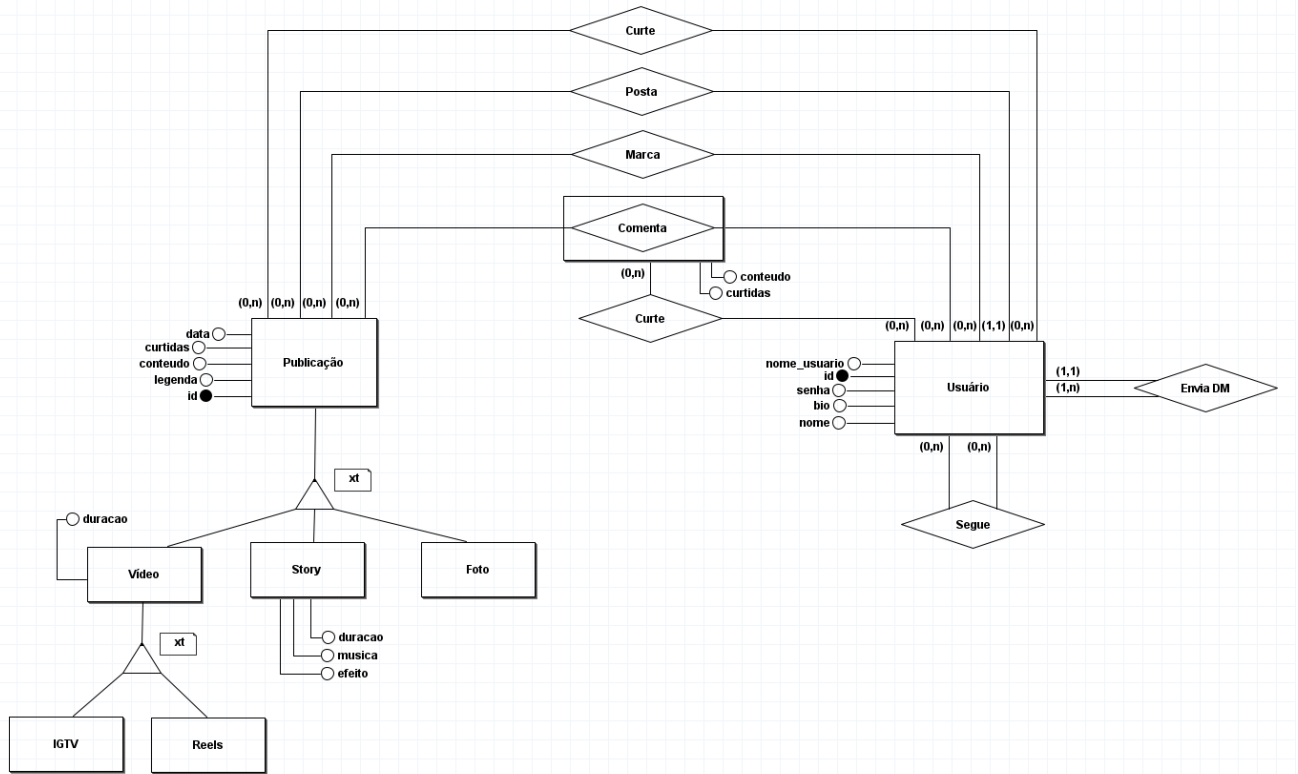 Curte
Posta
Marca
Comenta
(0,n)
conteudo
curtidas
Curte
(0,n) (0,n) (0,n) (0,n)
(0,n) (0,n) (0,n) (1,1) (0,n)
data
curtidas
conteudo
legenda
id
Publicação
nome_usuario
id
senha
bio
nome
Usuário
(1,1)
(1,n)
Envia DM
(0,n) (0,n)
Segue
xt
duracao
Vídeo
Story
Foto
duracao
musica
efeito
xt
IGTV
Reels